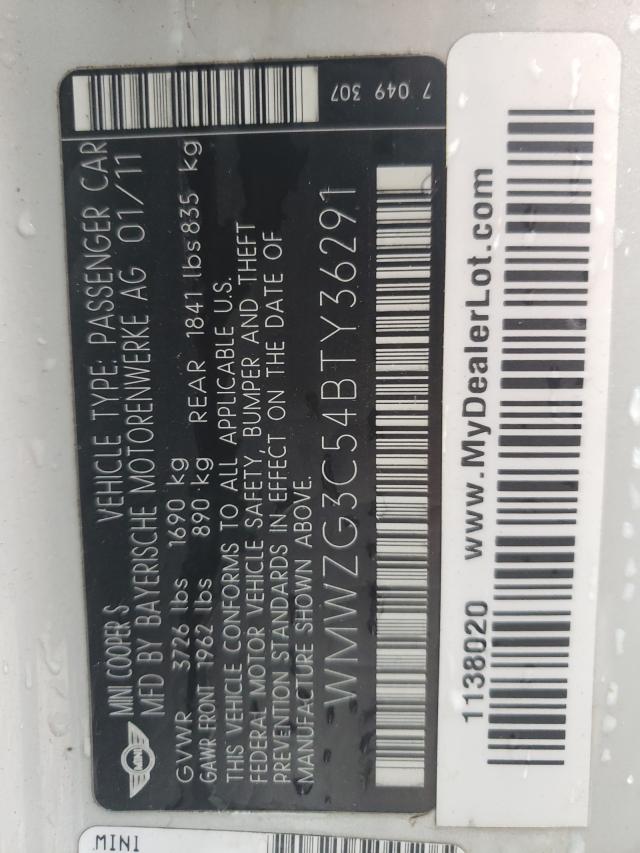 7 049 307
MINI COOPER S VEHICLE TYPE: PASSENGER CAR
MFD BY BAYERISCHE MOTORENWERKE AG 01/11
GVWR 3726 lbs 1690 kg
GAWR FRONT 1962 lbs 890 kg REAR 1841 lbs 835 kg
THIS VEHICLE CONFORMS TO ALL APPLICABLE U.S.
FEDERAL MOTOR VEHICLE SAFETY, BUMPER AND THEFT
PREVENTION STANDARDS IN EFFECT ON THE DATE OF
MANUFACTURE SHOWN ABOVE.
WMWZG3C54BTY36291
1138020 www.MyDealerLot.com
MINI